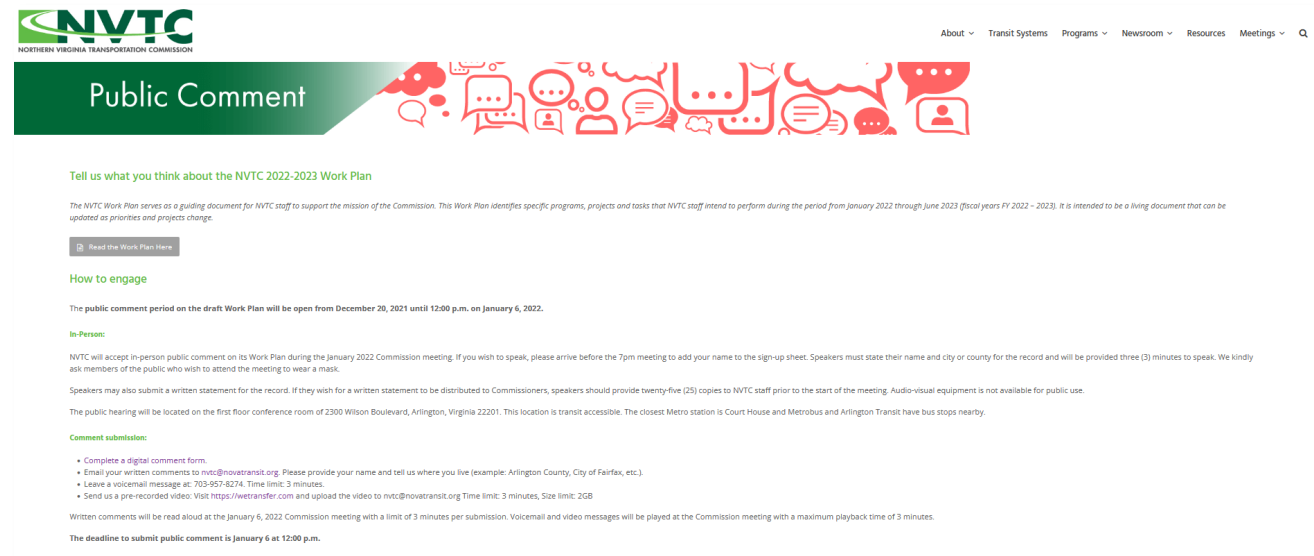 NVTC
NORTHERN VIRGINIA TRANSPORTATION COMMISSION
About Transit Systems Programs Newsroom Resources Meetings
Public Comment
Tell us what you think about the NVTC 2022-2023 Work Plan
The NVTC Work Plan serves as a guiding document for NVTC staff to support the mission of the Commission. This Work Plan identifies specific programs, projects and tasks that NVTC staff intend to perform during the period from January 2022 through June 2023 (fiscal years FY 2022 – 2023). It is intended to be a living document that can be
updated as priorities and projects change.
Read the Work Plan Here
How to engage
The public comment period on the draft Work Plan will be open from December 20, 2021 until 12:00 p.m. on January 6, 2022.
In-Person:
NVTC will accept in-person public comment on its Work Plan during the January 2022 Commission meeting. If you wish to speak, please arrive before the 7pm meeting to add your name to the sign-up sheet. Speakers must state their name and city or county for the record and will be provided three (3) minutes to speak. We kindly
ask members of the public who wish to attend the meeting to wear a mask.
Speakers may also submit a written statement for the record. If they wish for a written statement to be distributed to Commissioners, speakers should provide twenty-five (25) copies to NVTC staff prior to the start of the meeting. Audio-visual equipment is not available for public use.
The public hearing will be located on the first floor conference room of 2300 Wilson Boulevard, Arlington, Virginia 22201. This location is transit accessible. The closest Metro station is Court House and Metrobus and Arlington Transit have bus stops nearby.
Comment submission:
• Complete a digital comment form.
• Email your written comments to nvtc@novatransit.org. Please provide your name and tell us where you live (example: Arlington County, City of Fairfax, etc.).
• Leave a voicemail message at: 703-957-8274. Time limit: 3 minutes.
• Send us a pre-recorded video: Visit https://wetransfer.com and upload the video to nvtc@novatransit.org Time limit: 3 minutes, Size limit: 2GB
Written comments will be read aloud at the January 6, 2022 Commission meeting with a limit of 3 minutes per submission. Voicemail and video messages will be played at the Commission meeting with a maximum playback time of 3 minutes.
The deadline to submit public comment is January 6 at 12:00 p.m.